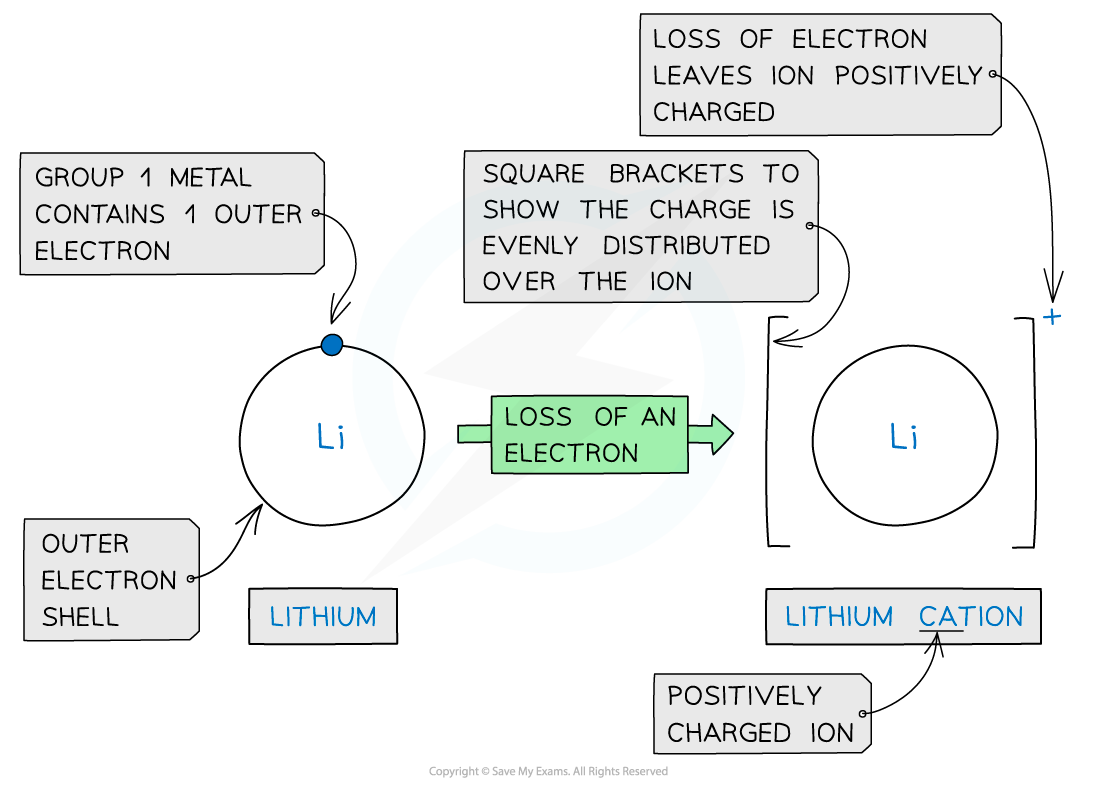 LOSS OF ELECTRON
LEAVES ION POSITIVELY
CHARGED
GROUP 1 METAL
CONTAINS 1 OUTER
ELECTRON
SQUARE BRACKETS TO
SHOW THE CHARGE IS
EVENLY DISTRIBUTED
OVER THE ION
+
Li
LOSS OF AN
ELECTRON
Li
OUTER
ELECTRON
SHELL
LITHIUM
LITHIUM CATION
POSITIVELY
CHARGED ION
Copyright © Save My Exams. All Rights Reserved